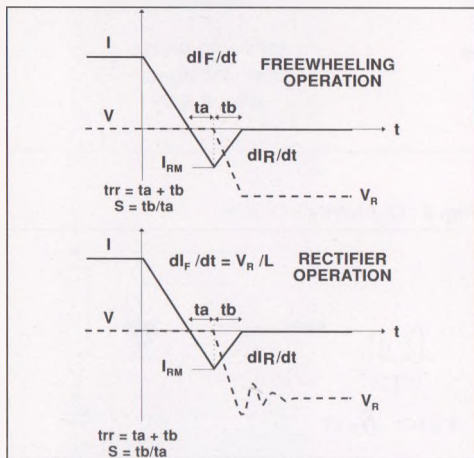 I
dIF/dt
FREEWHEELING
OPERATION
ta tb
V
t
IRM
dIR/dt
VR
trr = ta + tb
S = tb/ta
I
dIF/dt = VR/L
RECTIFIER
OPERATION
ta tb
V
t
IRM
dIR/dt
VR
trr = ta + tb
S = tb/ta